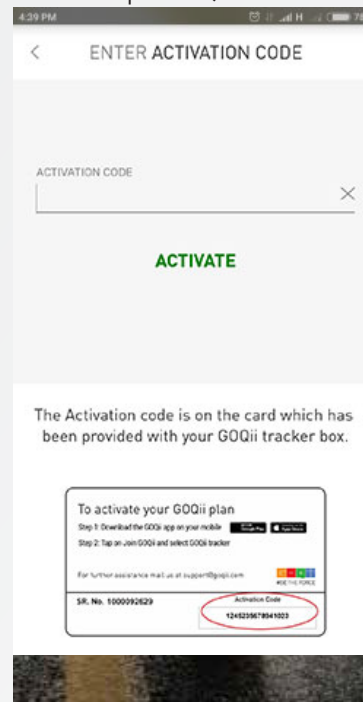 4:39 PM
ENTER ACTIVATION CODE
ACTIVATION CODE
ACTIVATE
The Activation code is on the card which has
been provided with your GOQii tracker box.
To activate your GOQii plan
Step 1: Download the GOQii app on your mobile
Step 2: Tap on Join GOQii and select GOQii tracker
For further assistance mail us at support@goqii.com
#BE THE FORCE
SR. No. 1000092629
Activation Code